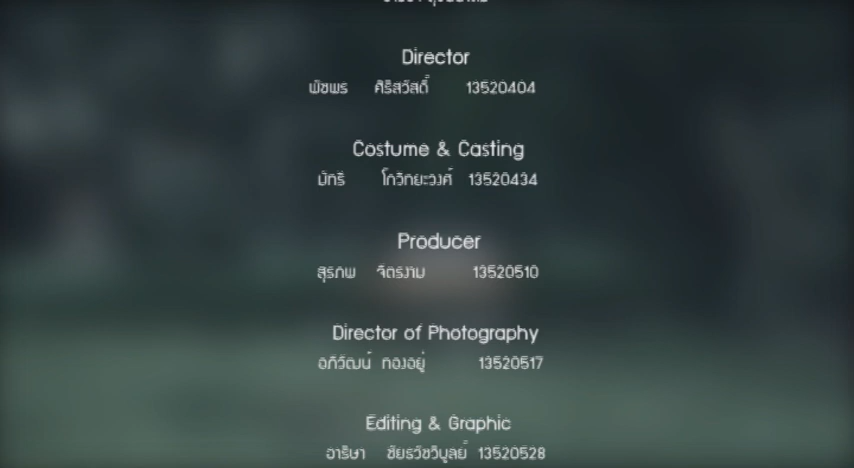 Director
พัชพร ศิริสวัสดิ์ 13520404
Costume & Casting
มัทรี โกวิทยะวงศ์ 13520434
Producer
สุรภพ จิตรงาม 13520510
Director of Photography
อภิวัฒน์ ทองอยู่ 13520517
Editing & Graphic
อาริษา ชัยรวัชวิบูลย์ 13520528